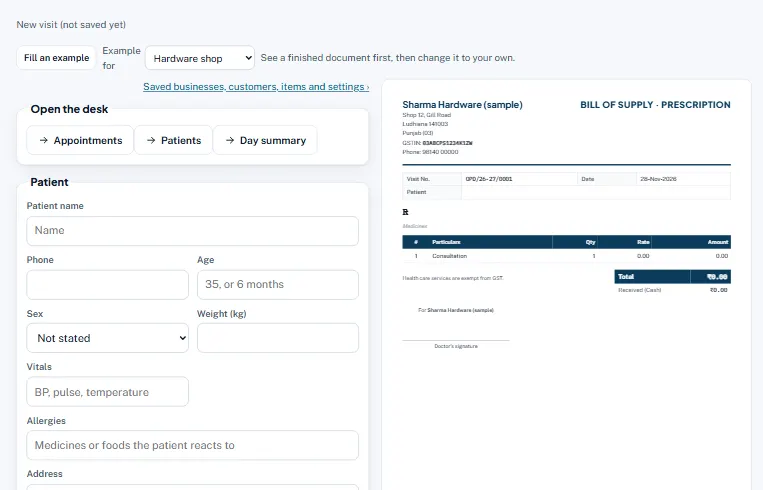 New visit (not saved yet)
Fill an example
Example for
Hardware shop
See a finished document first, then change it to your own.
Saved businesses, customers, items and settings ›
Open the desk
→ Appointments
→ Patients
→ Day summary
Patient
Patient name
Name
Phone
Age
35, or 6 months
Sex
Weight (kg)
Not stated
Vitals
BP, pulse, temperature
Allergies
Medicines or foods the patient reacts to
Address
Sharma Hardware (sample)
BILL OF SUPPLY - PRESCRIPTION
Shop 12, Gill Road
Ludhiana 141003
Punjab (03)
GSTIN: 03ABCPS1234K1ZW
Phone: 98140 00000
Visit No. OPD/26-27/0001 Date 28-Nov-2026
Patient
℞
Medicines
# Particulars Qty Rate Amount
1 Consultation 1 0.00 0.00
Health care services are exempt from GST.
Total ₹0.00
Received (Cash) ₹0.00
For Sharma Hardware (sample)
Doctor's signature